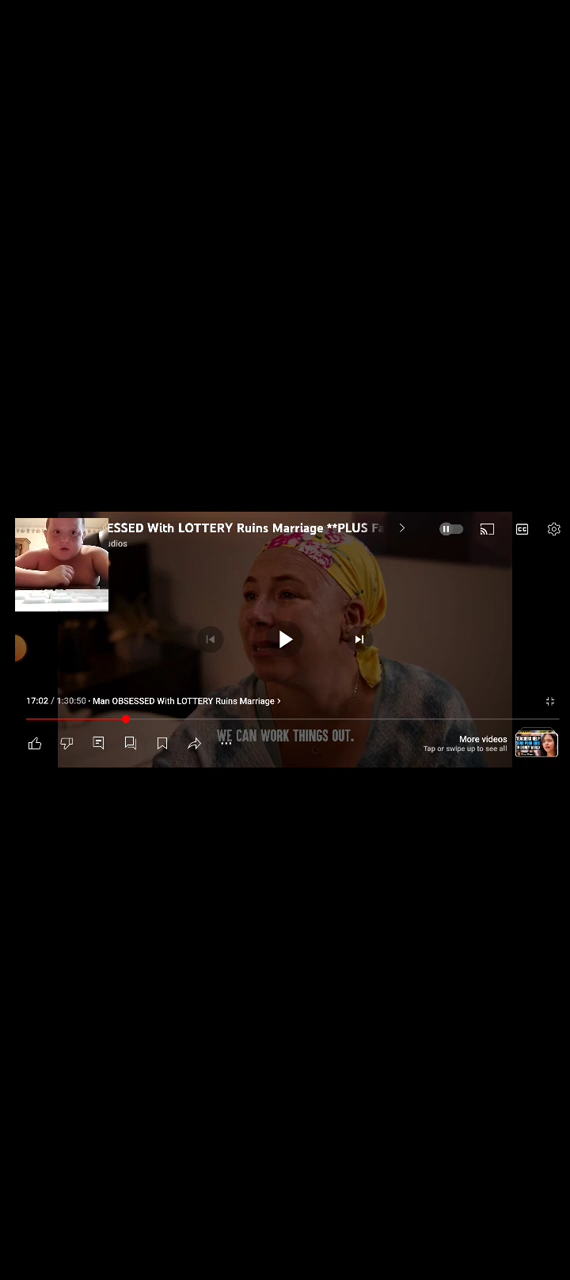 ESSED With LOTTERY Ruins Marriage **PLUS Fa
idios
17:02 / 1:30:50 • Man OBSESSED With LOTTERY Ruins Marriage
WE CAN WORK THINGS OUT.
More videos
Tap or swipe up to see all